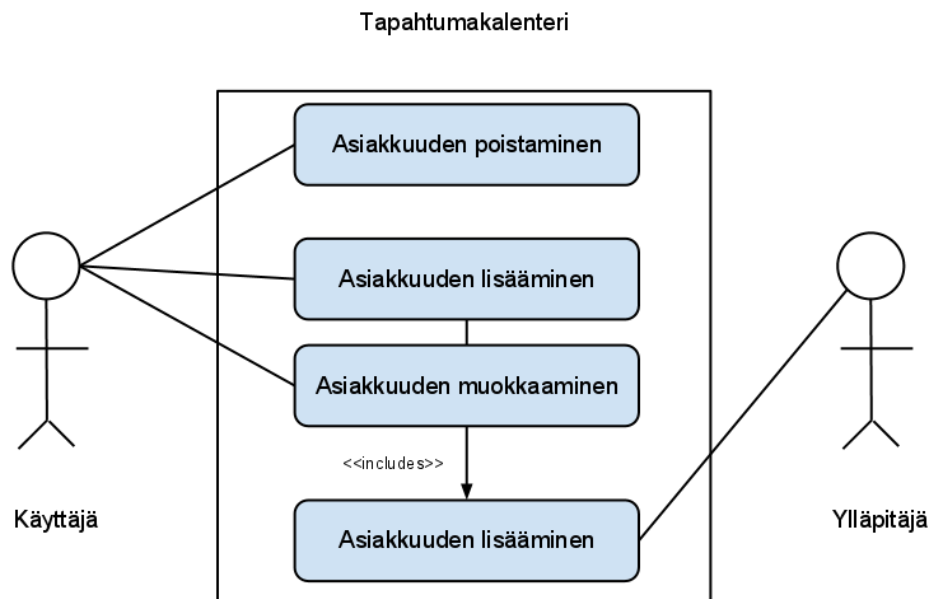 Tapahtumakalenteri
Asiakkuuden poistaminen
Asiakkuuden lisääminen
Asiakkuuden muokkaaminen
<<includes>>
Asiakkuuden lisääminen
Käyttäjä
Ylläpitäjä